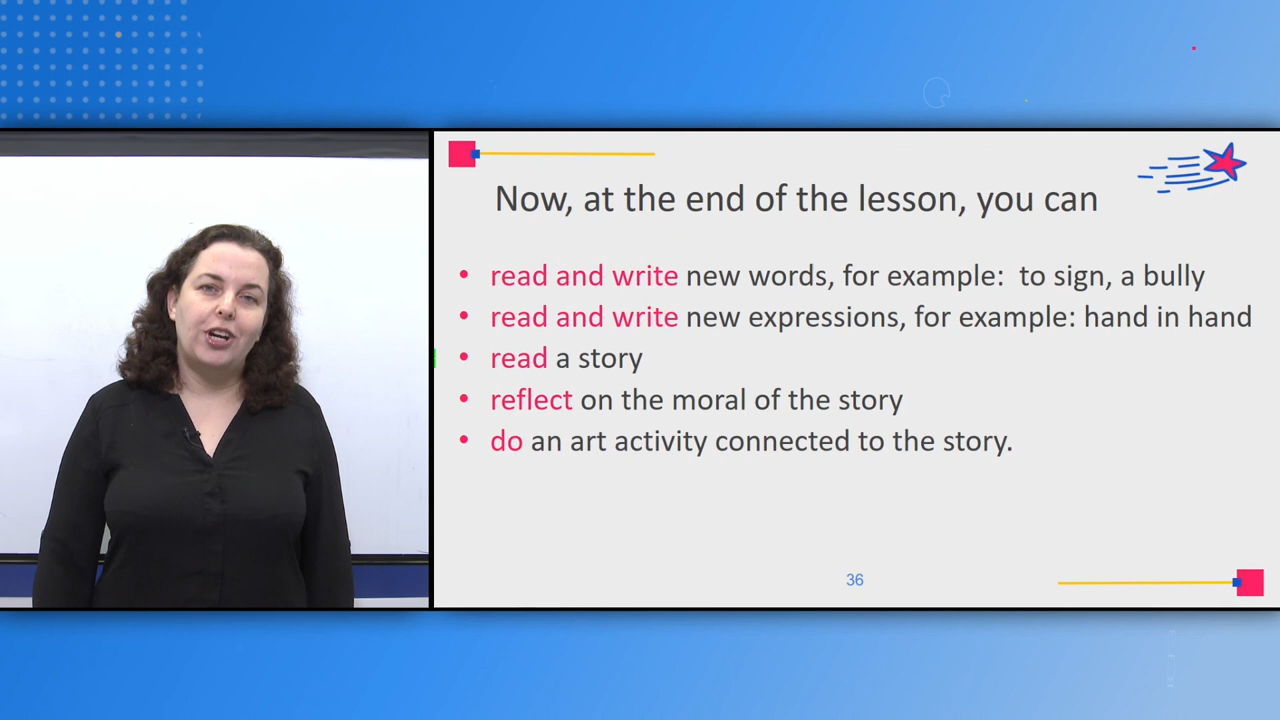 Now, at the end of the lesson, you can
• read and write new words, for example:  to sign, a bully
• read and write new expressions, for example: hand in hand
• read a story
• reflect on the moral of the story
• do an art activity connected to the story.
36